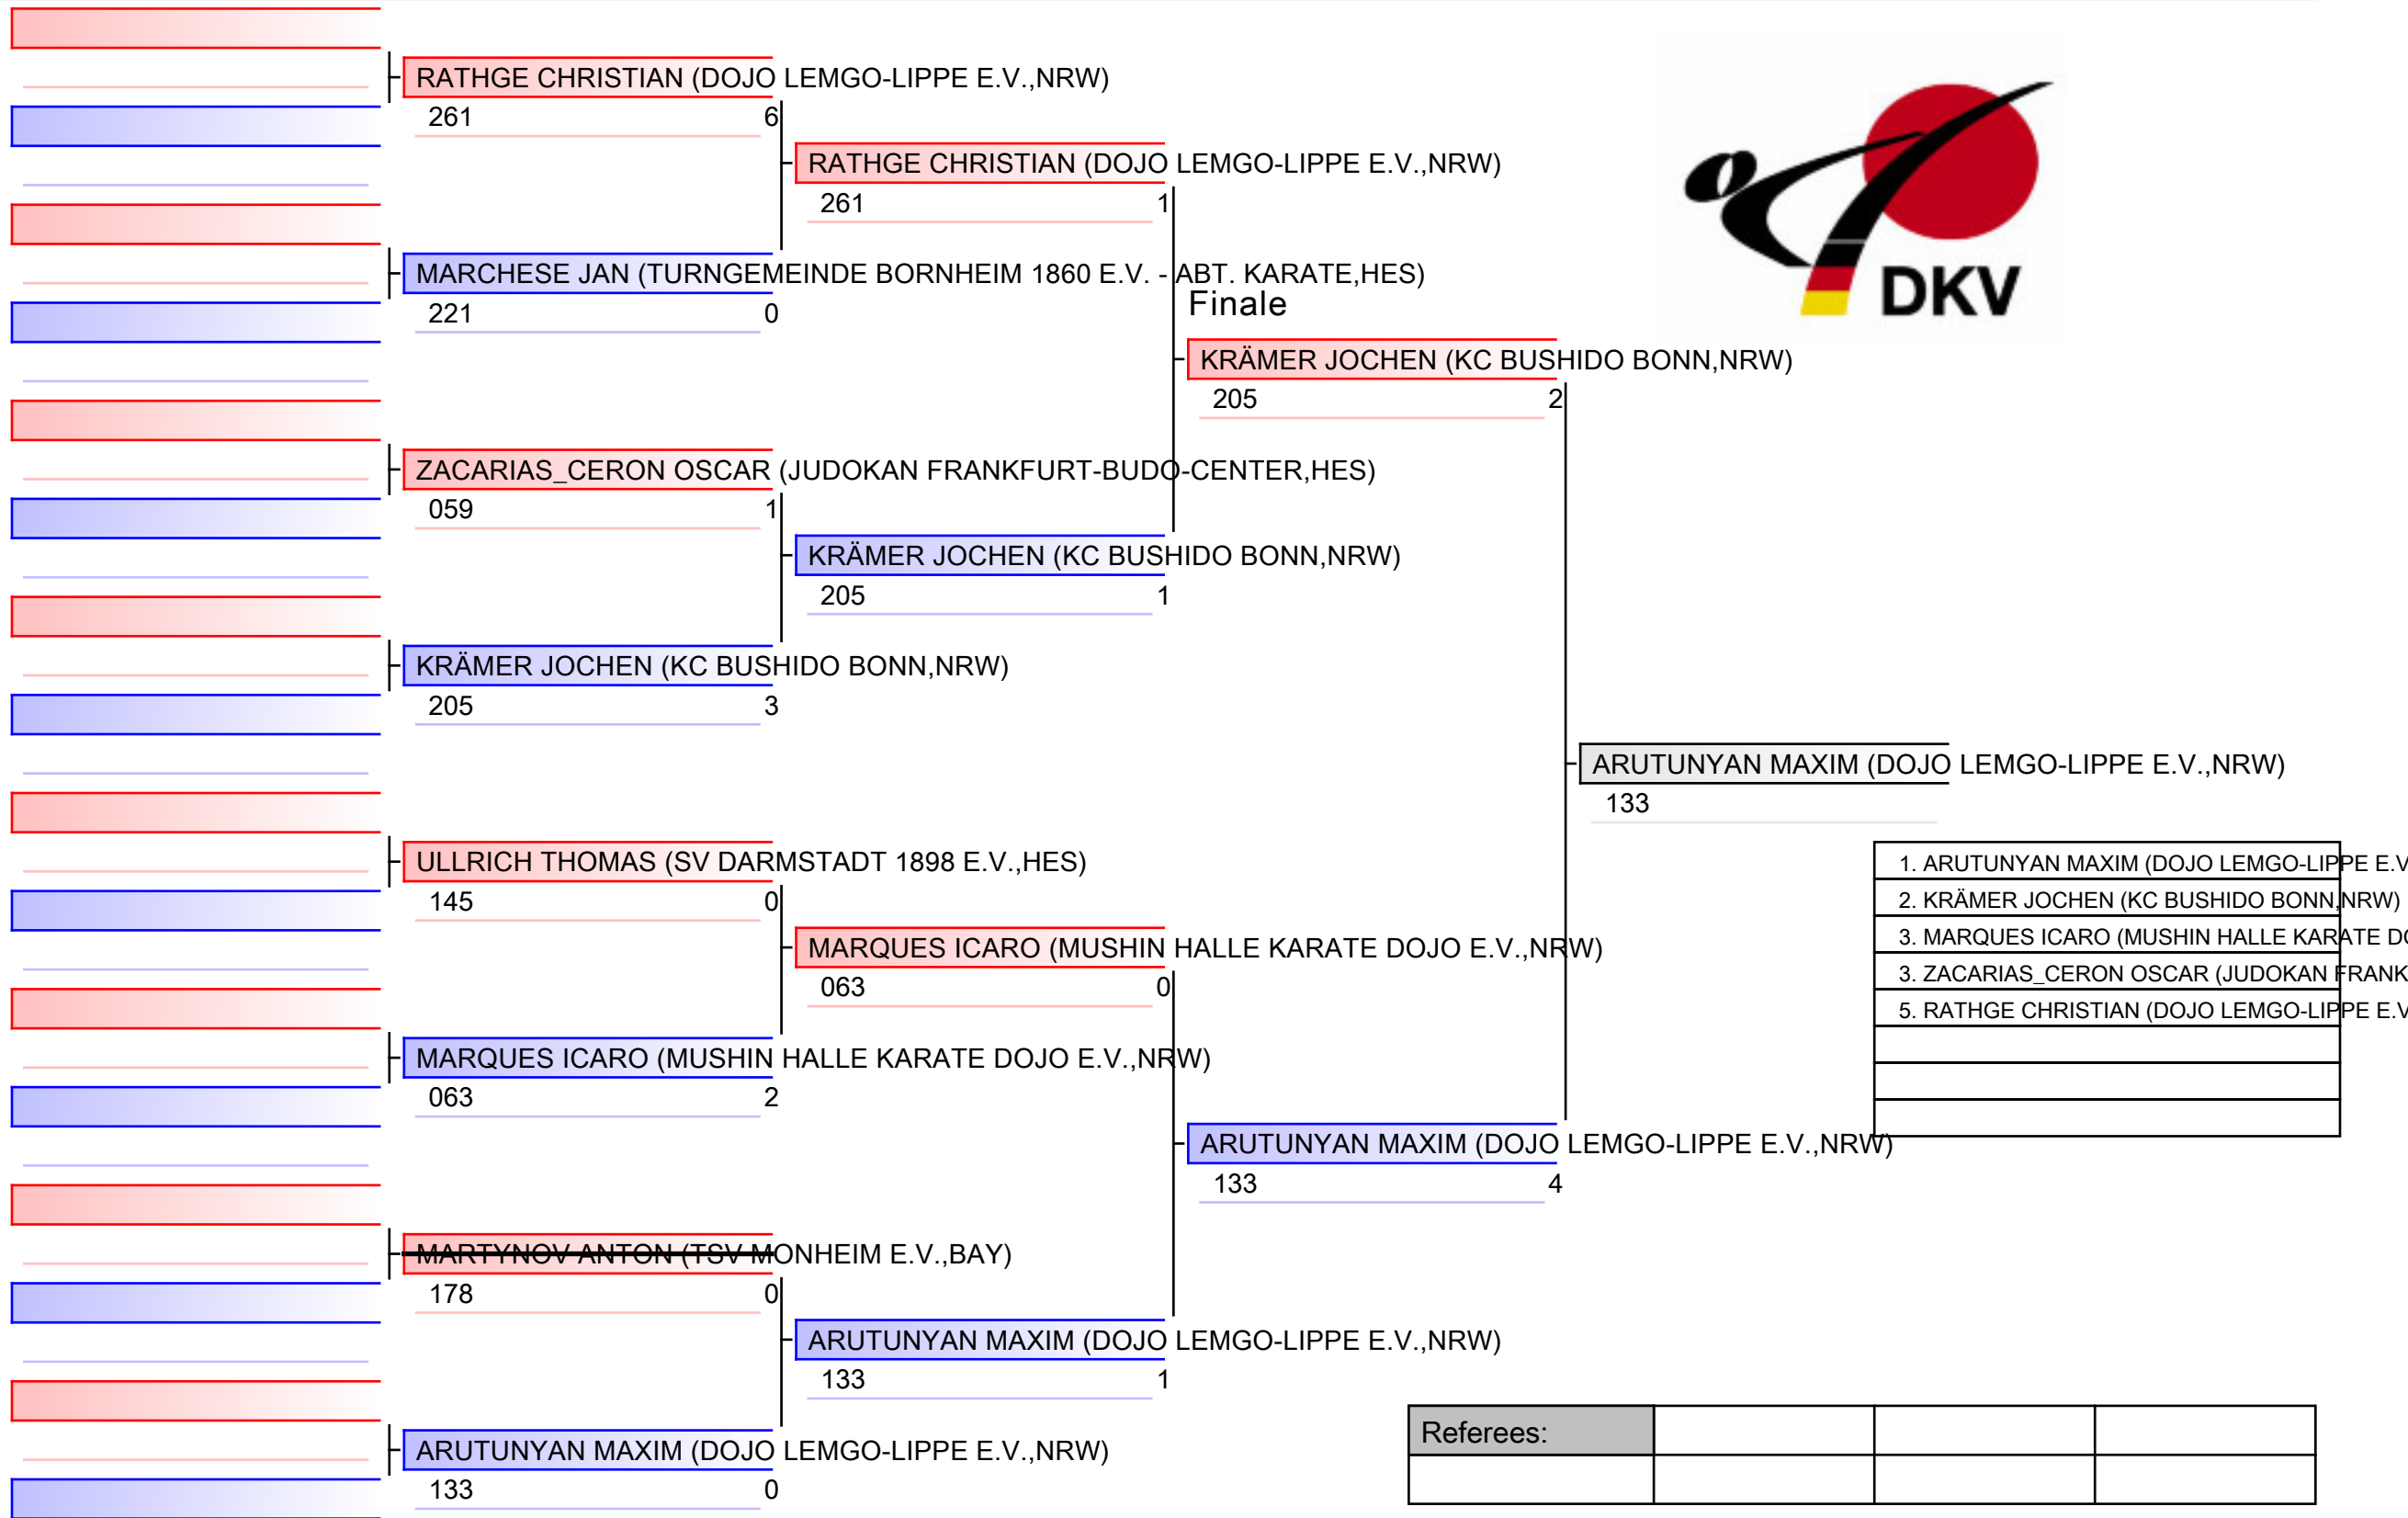 RATHGE CHRISTIAN (DOJO LEMGO-LIPPE E.V.,NRW)
261 6
RATHGE CHRISTIAN (DOJO LEMGO-LIPPE E.V.,NRW)
261 1
MARCHESE JAN (TURNGEMEINDE BORNHEIM 1860 E.V. - ABT. KARATE,HES)
221 0
DKV
Finale
KRÄMER JOCHEN (KC BUSHIDO BONN,NRW)
205 2
ZACARIAS_CERON OSCAR (JUDOKAN FRANKFURT-BUDO-CENTER,HES)
059 1
KRÄMER JOCHEN (KC BUSHIDO BONN,NRW)
205 1
KRÄMER JOCHEN (KC BUSHIDO BONN,NRW)
205 3
ARUTUNYAN MAXIM (DOJO LEMGO-LIPPE E.V.,NRW)
133
ULLRICH THOMAS (SV DARMSTADT 1898 E.V.,HES)
145 0
1. ARUTUNYAN MAXIM (DOJO LEMGO-LIPPE E.V
2. KRÄMER JOCHEN (KC BUSHIDO BONN,NRW)
3. MARQUES ICARO (MUSHIN HALLE KARATE DO
3. ZACARIAS_CERON OSCAR (JUDOKAN FRANK
5. RATHGE CHRISTIAN (DOJO LEMGO-LIPPE E.V
MARQUES ICARO (MUSHIN HALLE KARATE DOJO E.V.,NRW)
063 0
MARQUES ICARO (MUSHIN HALLE KARATE DOJO E.V.,NRW)
063 2
ARUTUNYAN MAXIM (DOJO LEMGO-LIPPE E.V.,NRW)
133 4
MARTYNOV ANTON (TSV MONHEIM E.V.,BAY)
178 0
ARUTUNYAN MAXIM (DOJO LEMGO-LIPPE E.V.,NRW)
133 1
ARUTUNYAN MAXIM (DOJO LEMGO-LIPPE E.V.,NRW)
133 0
Referees: